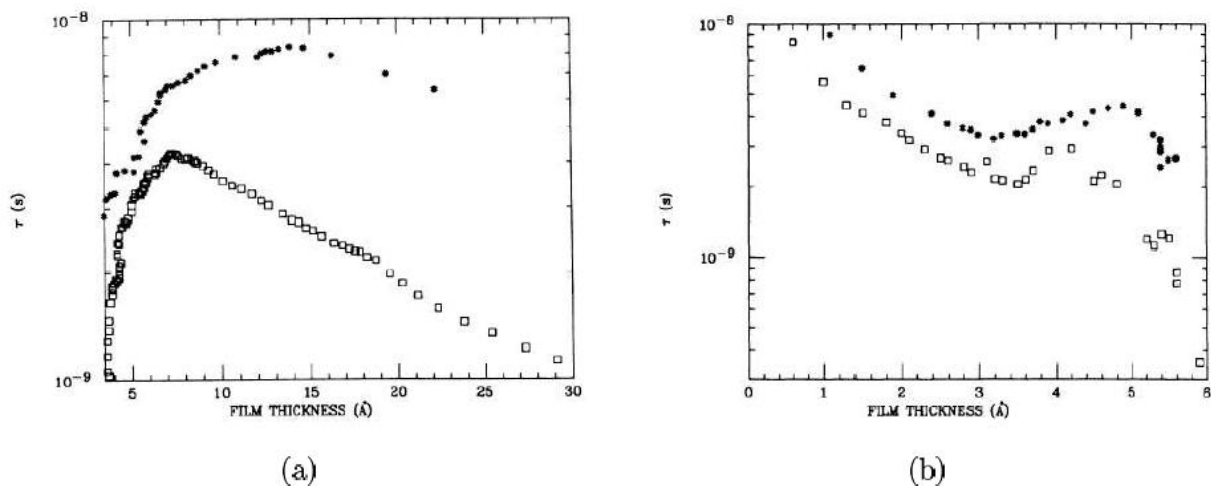 10⁻⁸
τ (s)
10⁻⁹
5 10 15 20 25 30
FILM THICKNESS (Å)
(a)
10⁻⁸
τ (s)
10⁻⁹
0 1 2 3 4 5 6
FILM THICKNESS (Å)
(b)